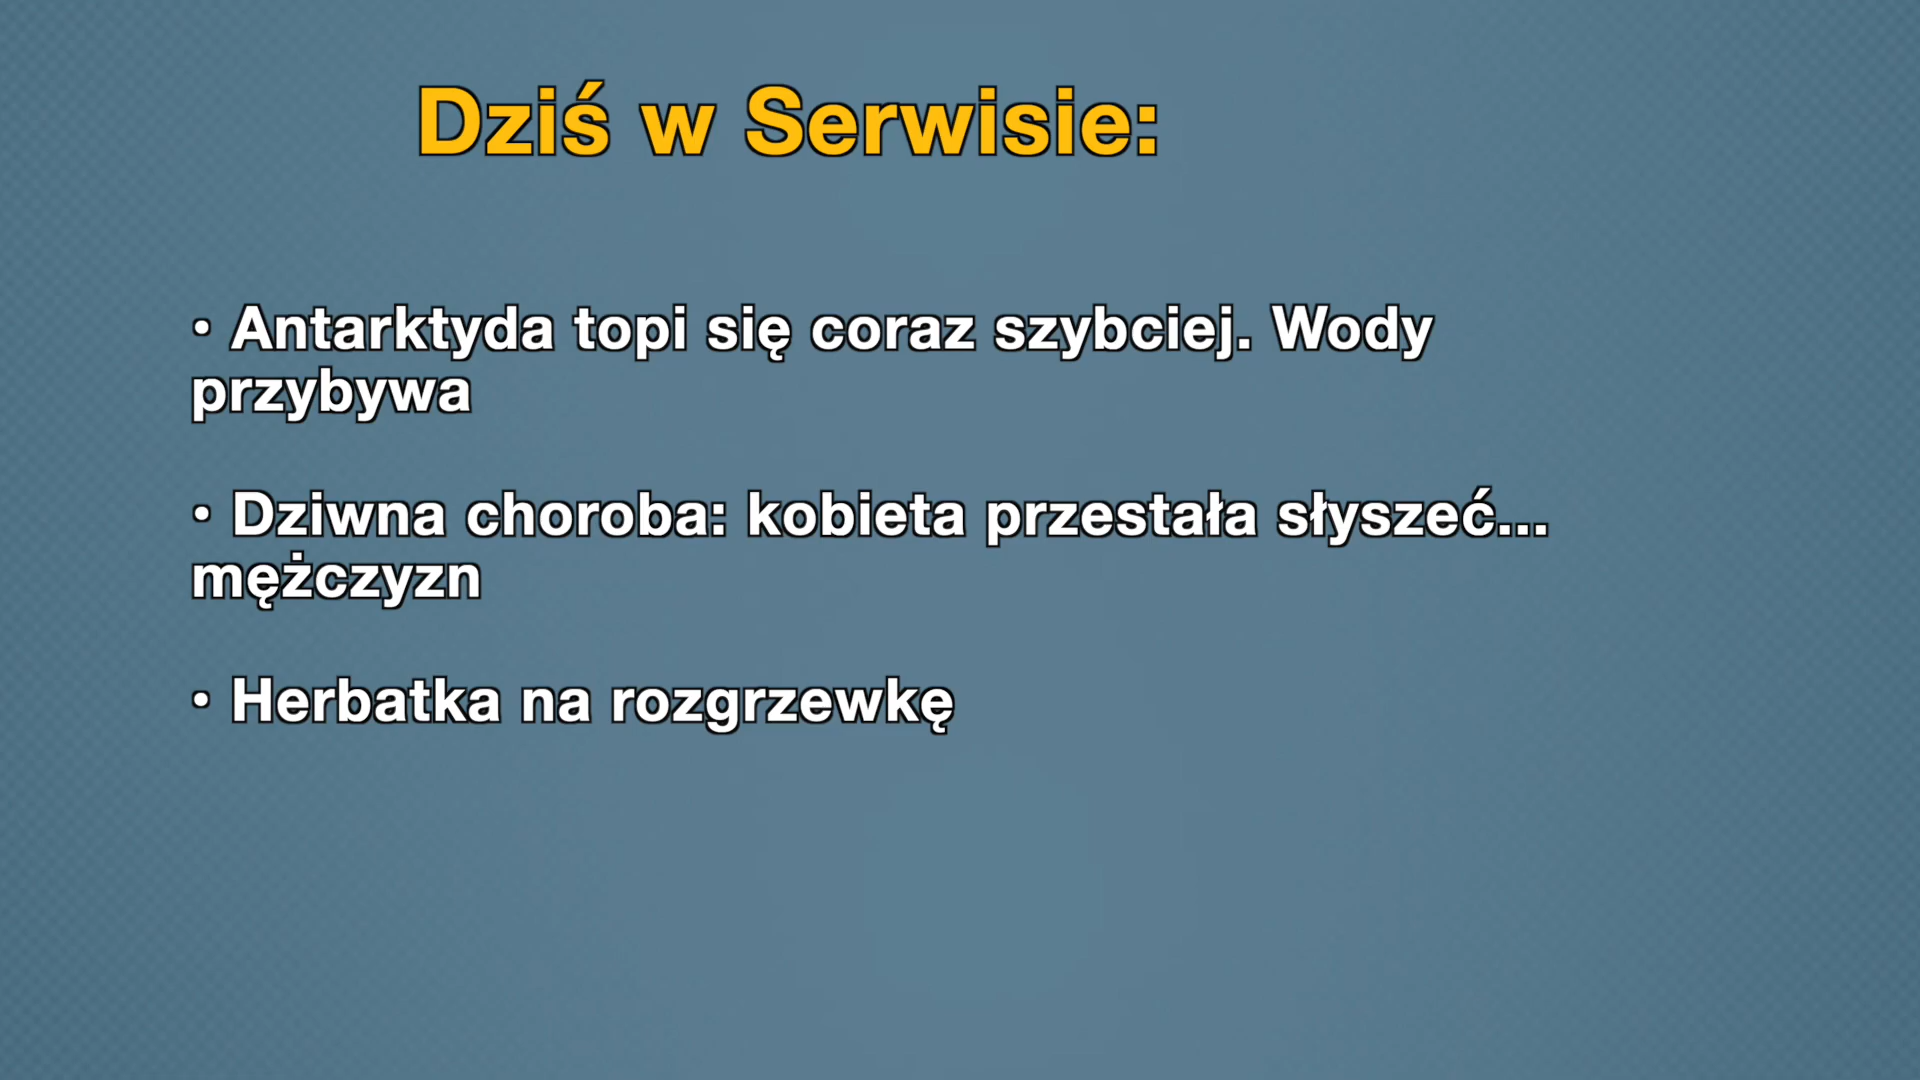 Dziś w Serwisie:
• Antarktyda topi się coraz szybciej. Wody
przybywa
• Dziwna choroba: kobieta przestała słyszeć...
mężczyzn
• Herbatka na rozgrzewkę